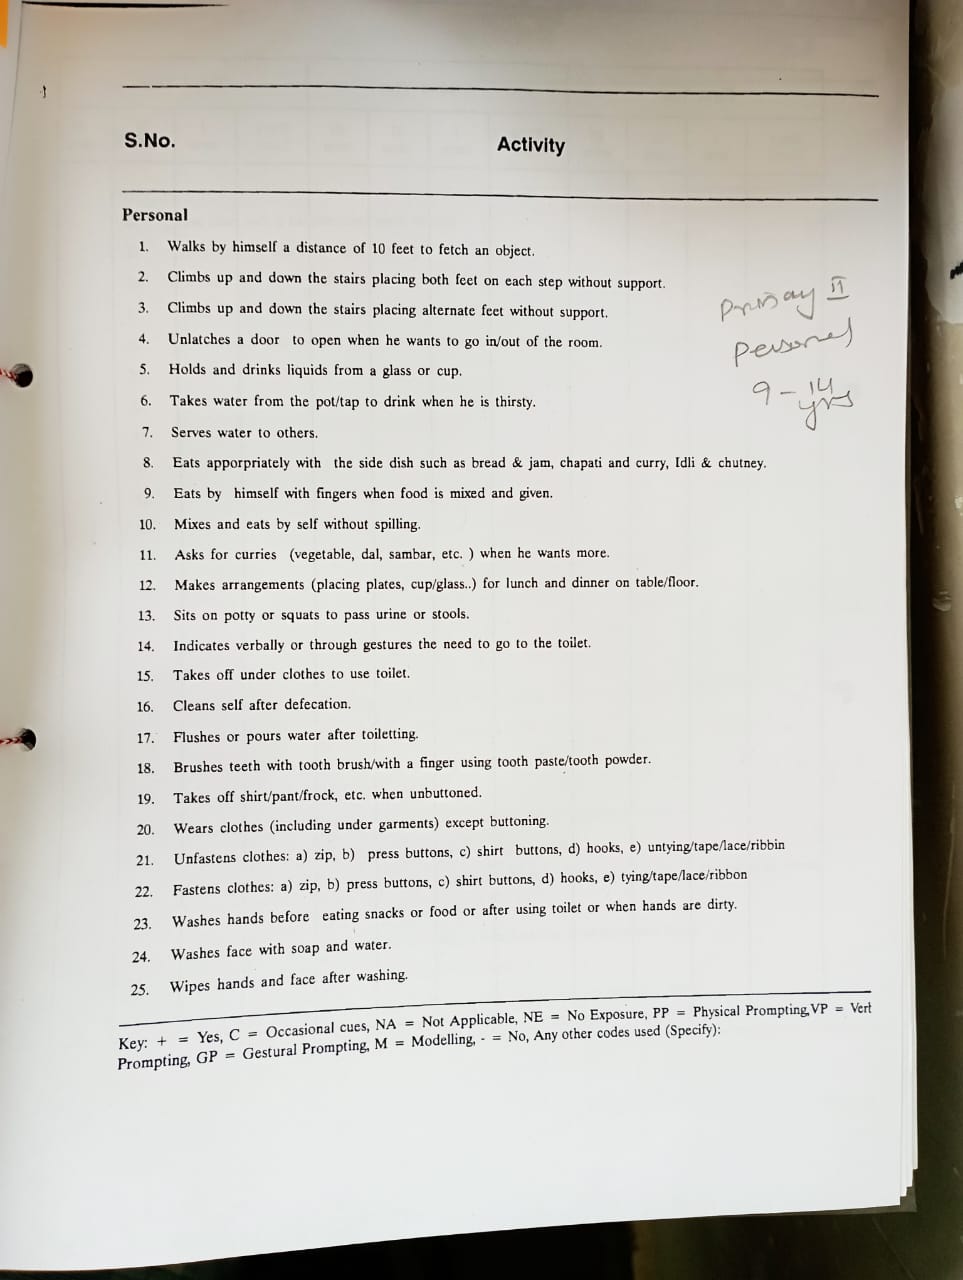 S.No. Activity
Personal
1. Walks by himself a distance of 10 feet to fetch an object.
2. Climbs up and down the stairs placing both feet on each step without support.
3. Climbs up and down the stairs placing alternate feet without support.
4. Unlatches a door to open when he wants to go in/out of the room.
5. Holds and drinks liquids from a glass or cup.
6. Takes water from the pot/tap to drink when he is thirsty.
7. Serves water to others.
8. Eats apporpriately with the side dish such as bread & jam, chapati and curry, Idli & chutney.
9. Eats by himself with fingers when food is mixed and given.
10. Mixes and eats by self without spilling.
11. Asks for curries (vegetable, dal, sambar, etc. ) when he wants more.
12. Makes arrangements (placing plates, cup/glass..) for lunch and dinner on table/floor.
13. Sits on potty or squats to pass urine or stools.
14. Indicates verbally or through gestures the need to go to the toilet.
15. Takes off under clothes to use toilet.
16. Cleans self after defecation.
17. Flushes or pours water after toiletting.
18. Brushes teeth with tooth brush/with a finger using tooth paste/tooth powder.
19. Takes off shirt/pant/frock, etc. when unbuttoned.
20. Wears clothes (including under garments) except buttoning.
21. Unfastens clothes: a) zip, b) press buttons, c) shirt buttons, d) hooks, e) untying/tape/lace/ribbin
22. Fastens clothes: a) zip, b) press buttons, c) shirt buttons, d) hooks, e) tying/tape/lace/ribbon
23. Washes hands before eating snacks or food or after using toilet or when hands are dirty.
24. Washes face with soap and water.
25. Wipes hands and face after washing.
Key: + = Yes, C = Occasional cues, NA = Not Applicable, NE = No Exposure, PP = Physical Prompting,VP = Vert
Prompting, GP = Gestural Prompting, M = Modelling, - = No, Any other codes used (Specify):
II
9 - 14
yrs